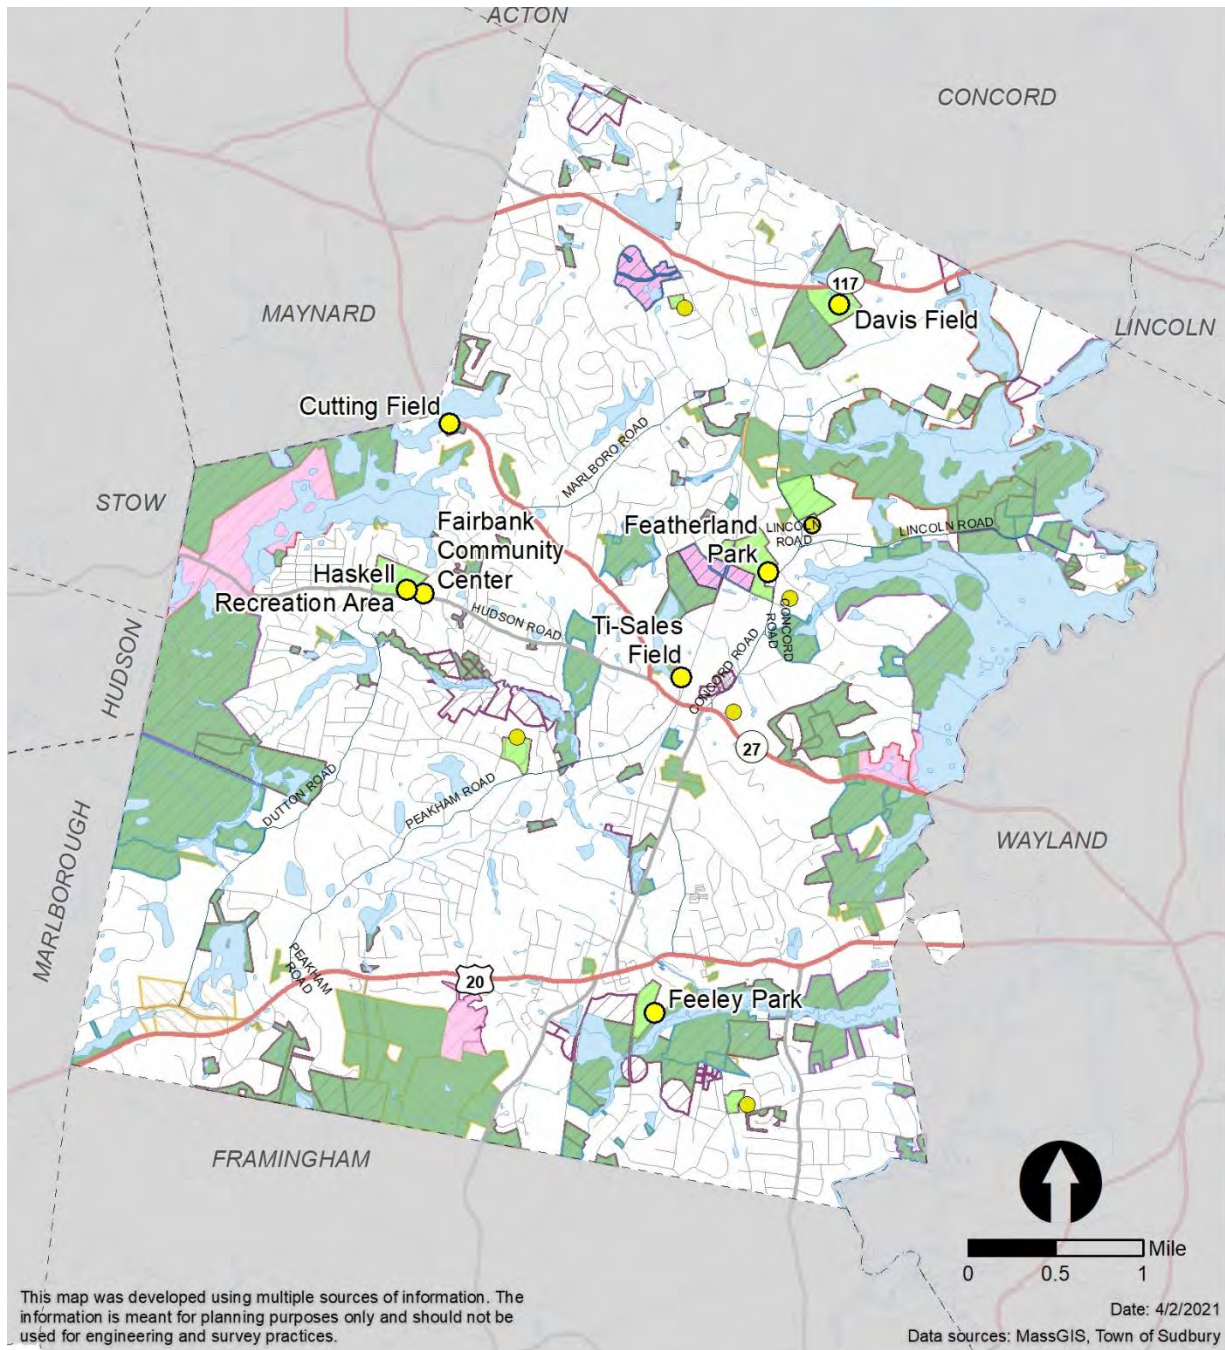 ACTON
CONCORD
MAYNARD
LINCOLN
117
Davis Field
Cutting Field
MARLBORO ROAD
STOW
Fairbank
Community
Center
Featherland
Park
LINCOLN
ROAD
LINCOLN ROAD
Haskell
Recreation Area
HUDSON ROAD
Ti-Sales
Field
CONCORD
ROAD
CONCORD ROAD
HUDSON
27
DUTTON ROAD
PEAKHAM ROAD
WAYLAND
MARLBOROUGH
PEAKHAM
ROAD
20
Feeley Park
FRAMINGHAM
Mile
0 0.5 1
This map was developed using multiple sources of information. The
information is meant for planning purposes only and should not be
used for engineering and survey practices.
Date: 4/2/2021
Data sources: MassGIS, Town of Sudbury